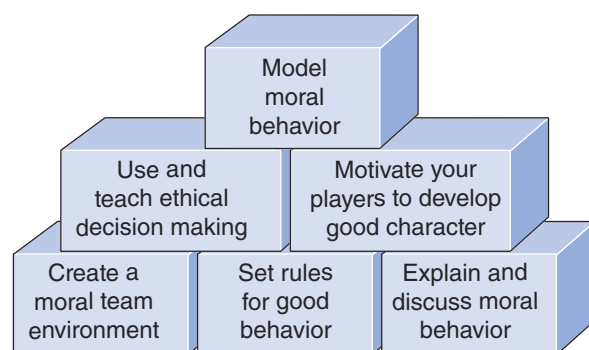 Model
moral
behavior
Use and
teach ethical
decision making
Motivate your
players to develop
good character
Create a
moral team
environment
Set rules
for good
behavior
Explain and
discuss moral
behavior